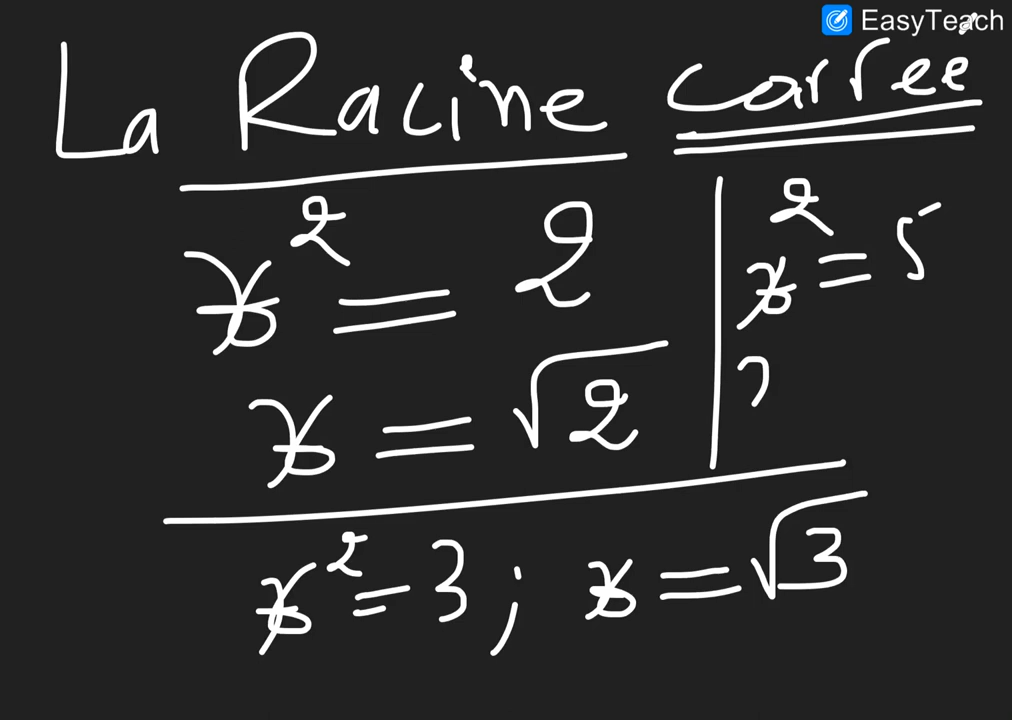 EasyTeach
La Racine carrée
x² = 2
x = √2
x² = 5
x² = 3 ; x = √3